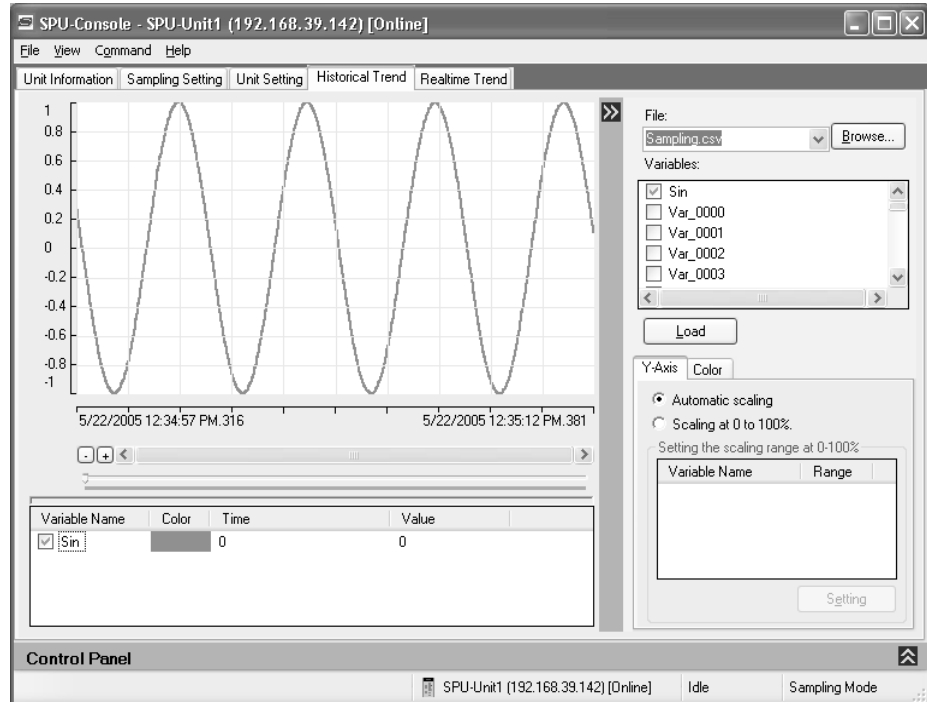 SPU-Console - SPU-Unit1 (192.168.39.142) [Online]
File View Command Help
Unit Information Sampling Setting Unit Setting Historical Trend Realtime Trend
1
0.8
0.6
0.4
0.2
0
-0.2
-0.4
-0.6
-0.8
-1
5/22/2005 12:34:57 PM.316 5/22/2005 12:35:12 PM.381
- +
Variable Name Color Time Value
Sin 0 0
File:
Sampling.csv Browse...
Variables:
Sin
Var_0000
Var_0001
Var_0002
Var_0003
Load
Y-Axis Color
Automatic scaling
Scaling at 0 to 100%.
Setting the scaling range at 0-100%
Variable Name Range
Setting
Control Panel
SPU-Unit1 (192.168.39.142) [Online] Idle Sampling Mode